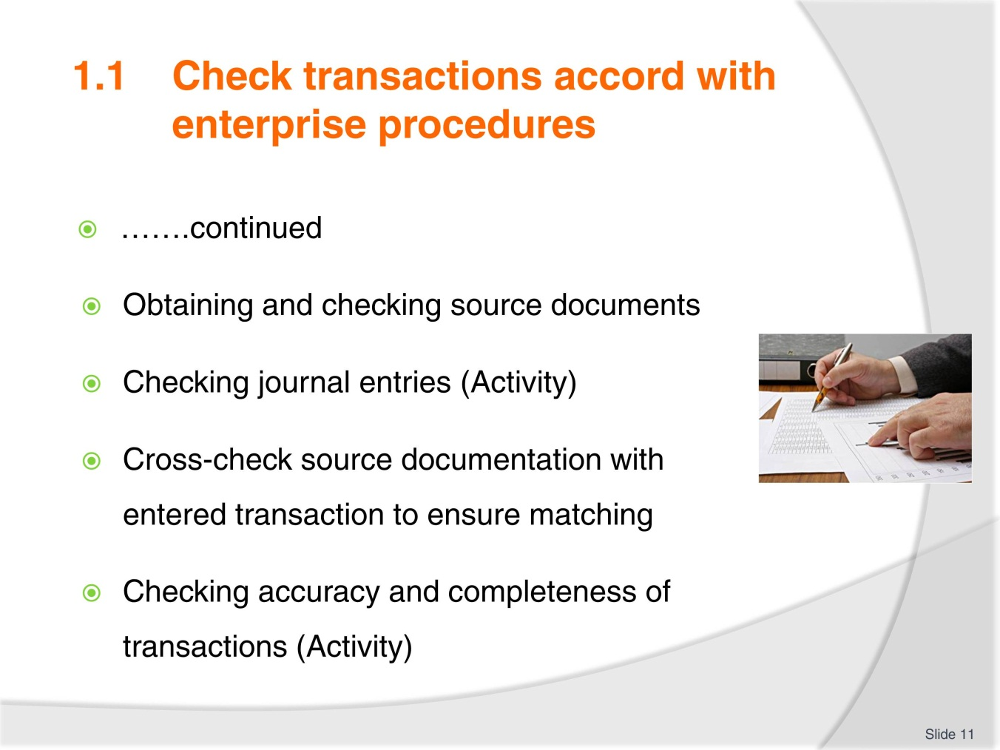 1.1 Check transactions accord with
enterprise procedures
…….continued
Obtaining and checking source documents
Checking journal entries (Activity)
Cross-check source documentation with
entered transaction to ensure matching
Checking accuracy and completeness of
transactions (Activity)
Slide 11